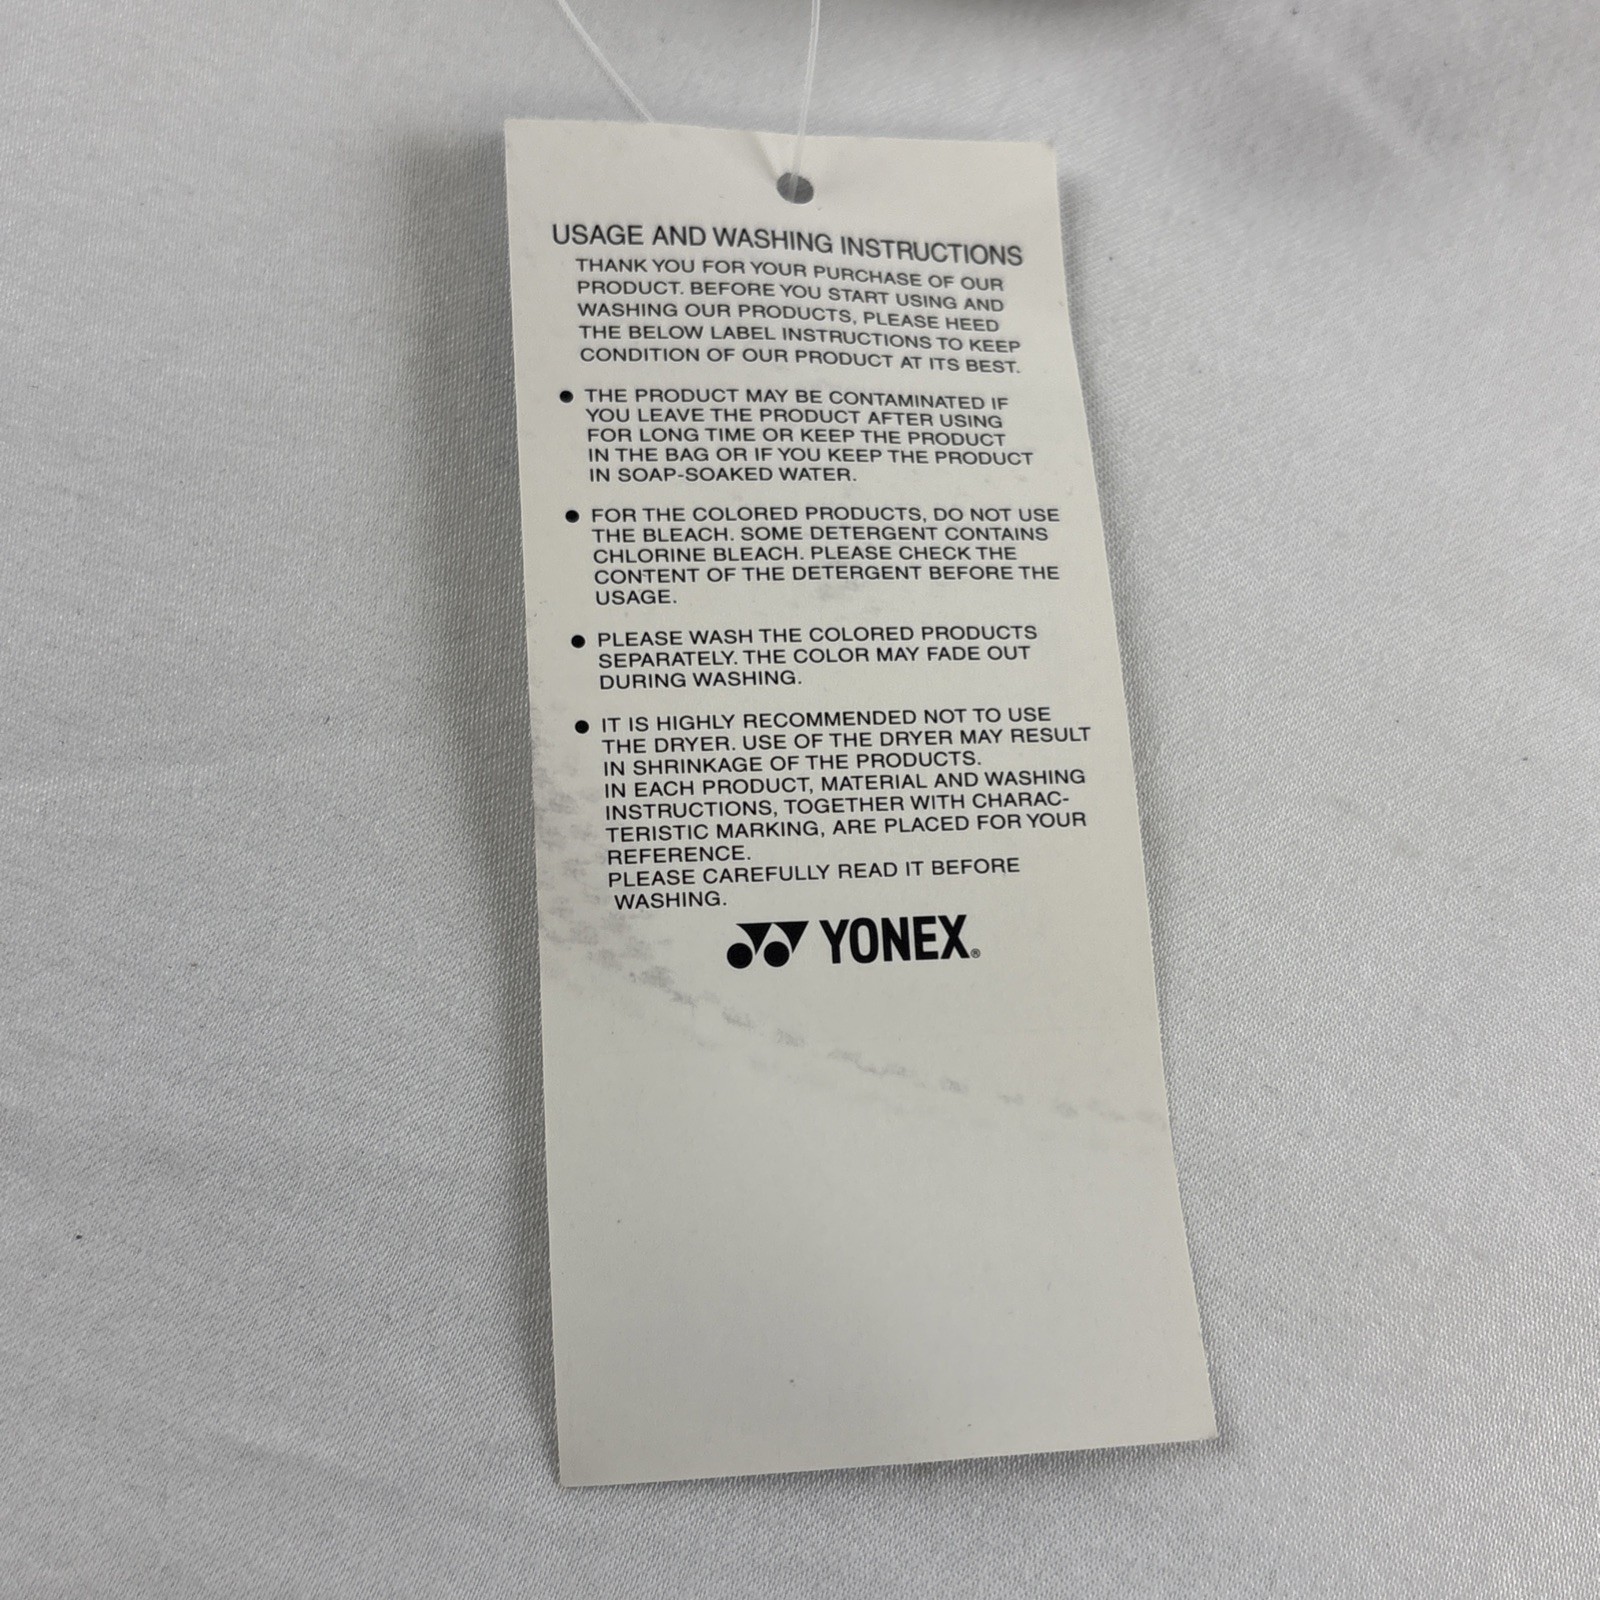 USAGE AND WASHING INSTRUCTIONS
THANK YOU FOR YOUR PURCHASE OF OUR
PRODUCT. BEFORE YOU START USING AND
WASHING OUR PRODUCTS, PLEASE HEED
THE BELOW LABEL INSTRUCTIONS TO KEEP
CONDITION OF OUR PRODUCT AT ITS BEST.
● THE PRODUCT MAY BE CONTAMINATED IF
YOU LEAVE THE PRODUCT AFTER USING
FOR LONG TIME OR KEEP THE PRODUCT
IN THE BAG OR IF YOU KEEP THE PRODUCT
IN SOAP-SOAKED WATER.
● FOR THE COLORED PRODUCTS, DO NOT USE
THE BLEACH. SOME DETERGENT CONTAINS
CHLORINE BLEACH. PLEASE CHECK THE
CONTENT OF THE DETERGENT BEFORE THE
USAGE.
● PLEASE WASH THE COLORED PRODUCTS
SEPARATELY. THE COLOR MAY FADE OUT
DURING WASHING.
● IT IS HIGHLY RECOMMENDED NOT TO USE
THE DRYER. USE OF THE DRYER MAY RESULT
IN SHRINKAGE OF THE PRODUCTS.
IN EACH PRODUCT, MATERIAL AND WASHING
INSTRUCTIONS, TOGETHER WITH CHARAC-
TERISTIC MARKING, ARE PLACED FOR YOUR
REFERENCE.
PLEASE CAREFULLY READ IT BEFORE
WASHING.
YONEX®